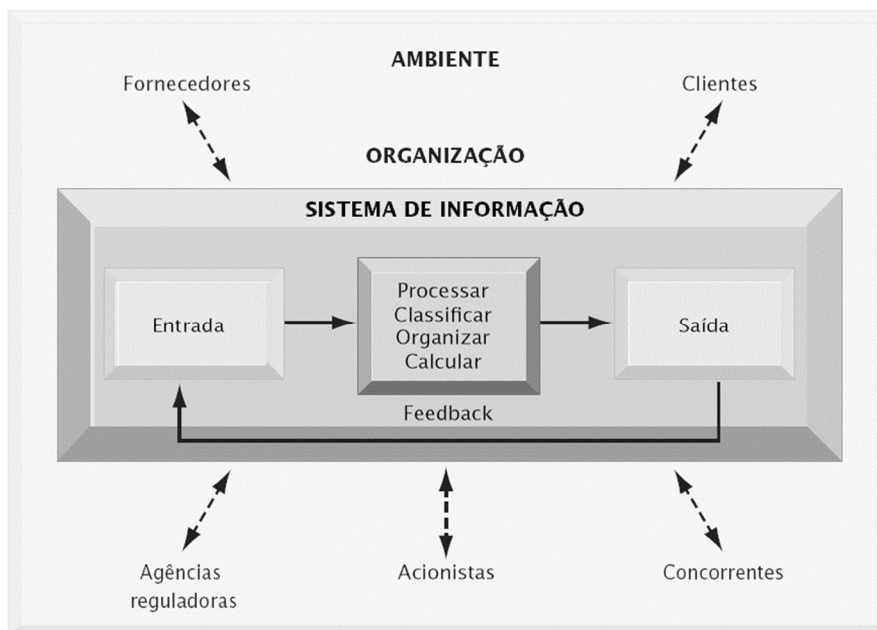 AMBIENTE
Fornecedores
Clientes
ORGANIZAÇÃO
SISTEMA DE INFORMAÇÃO
Entrada
Processar
Classificar
Organizar
Calcular
Saída
Feedback
Agências
reguladoras
Acionistas
Concorrentes